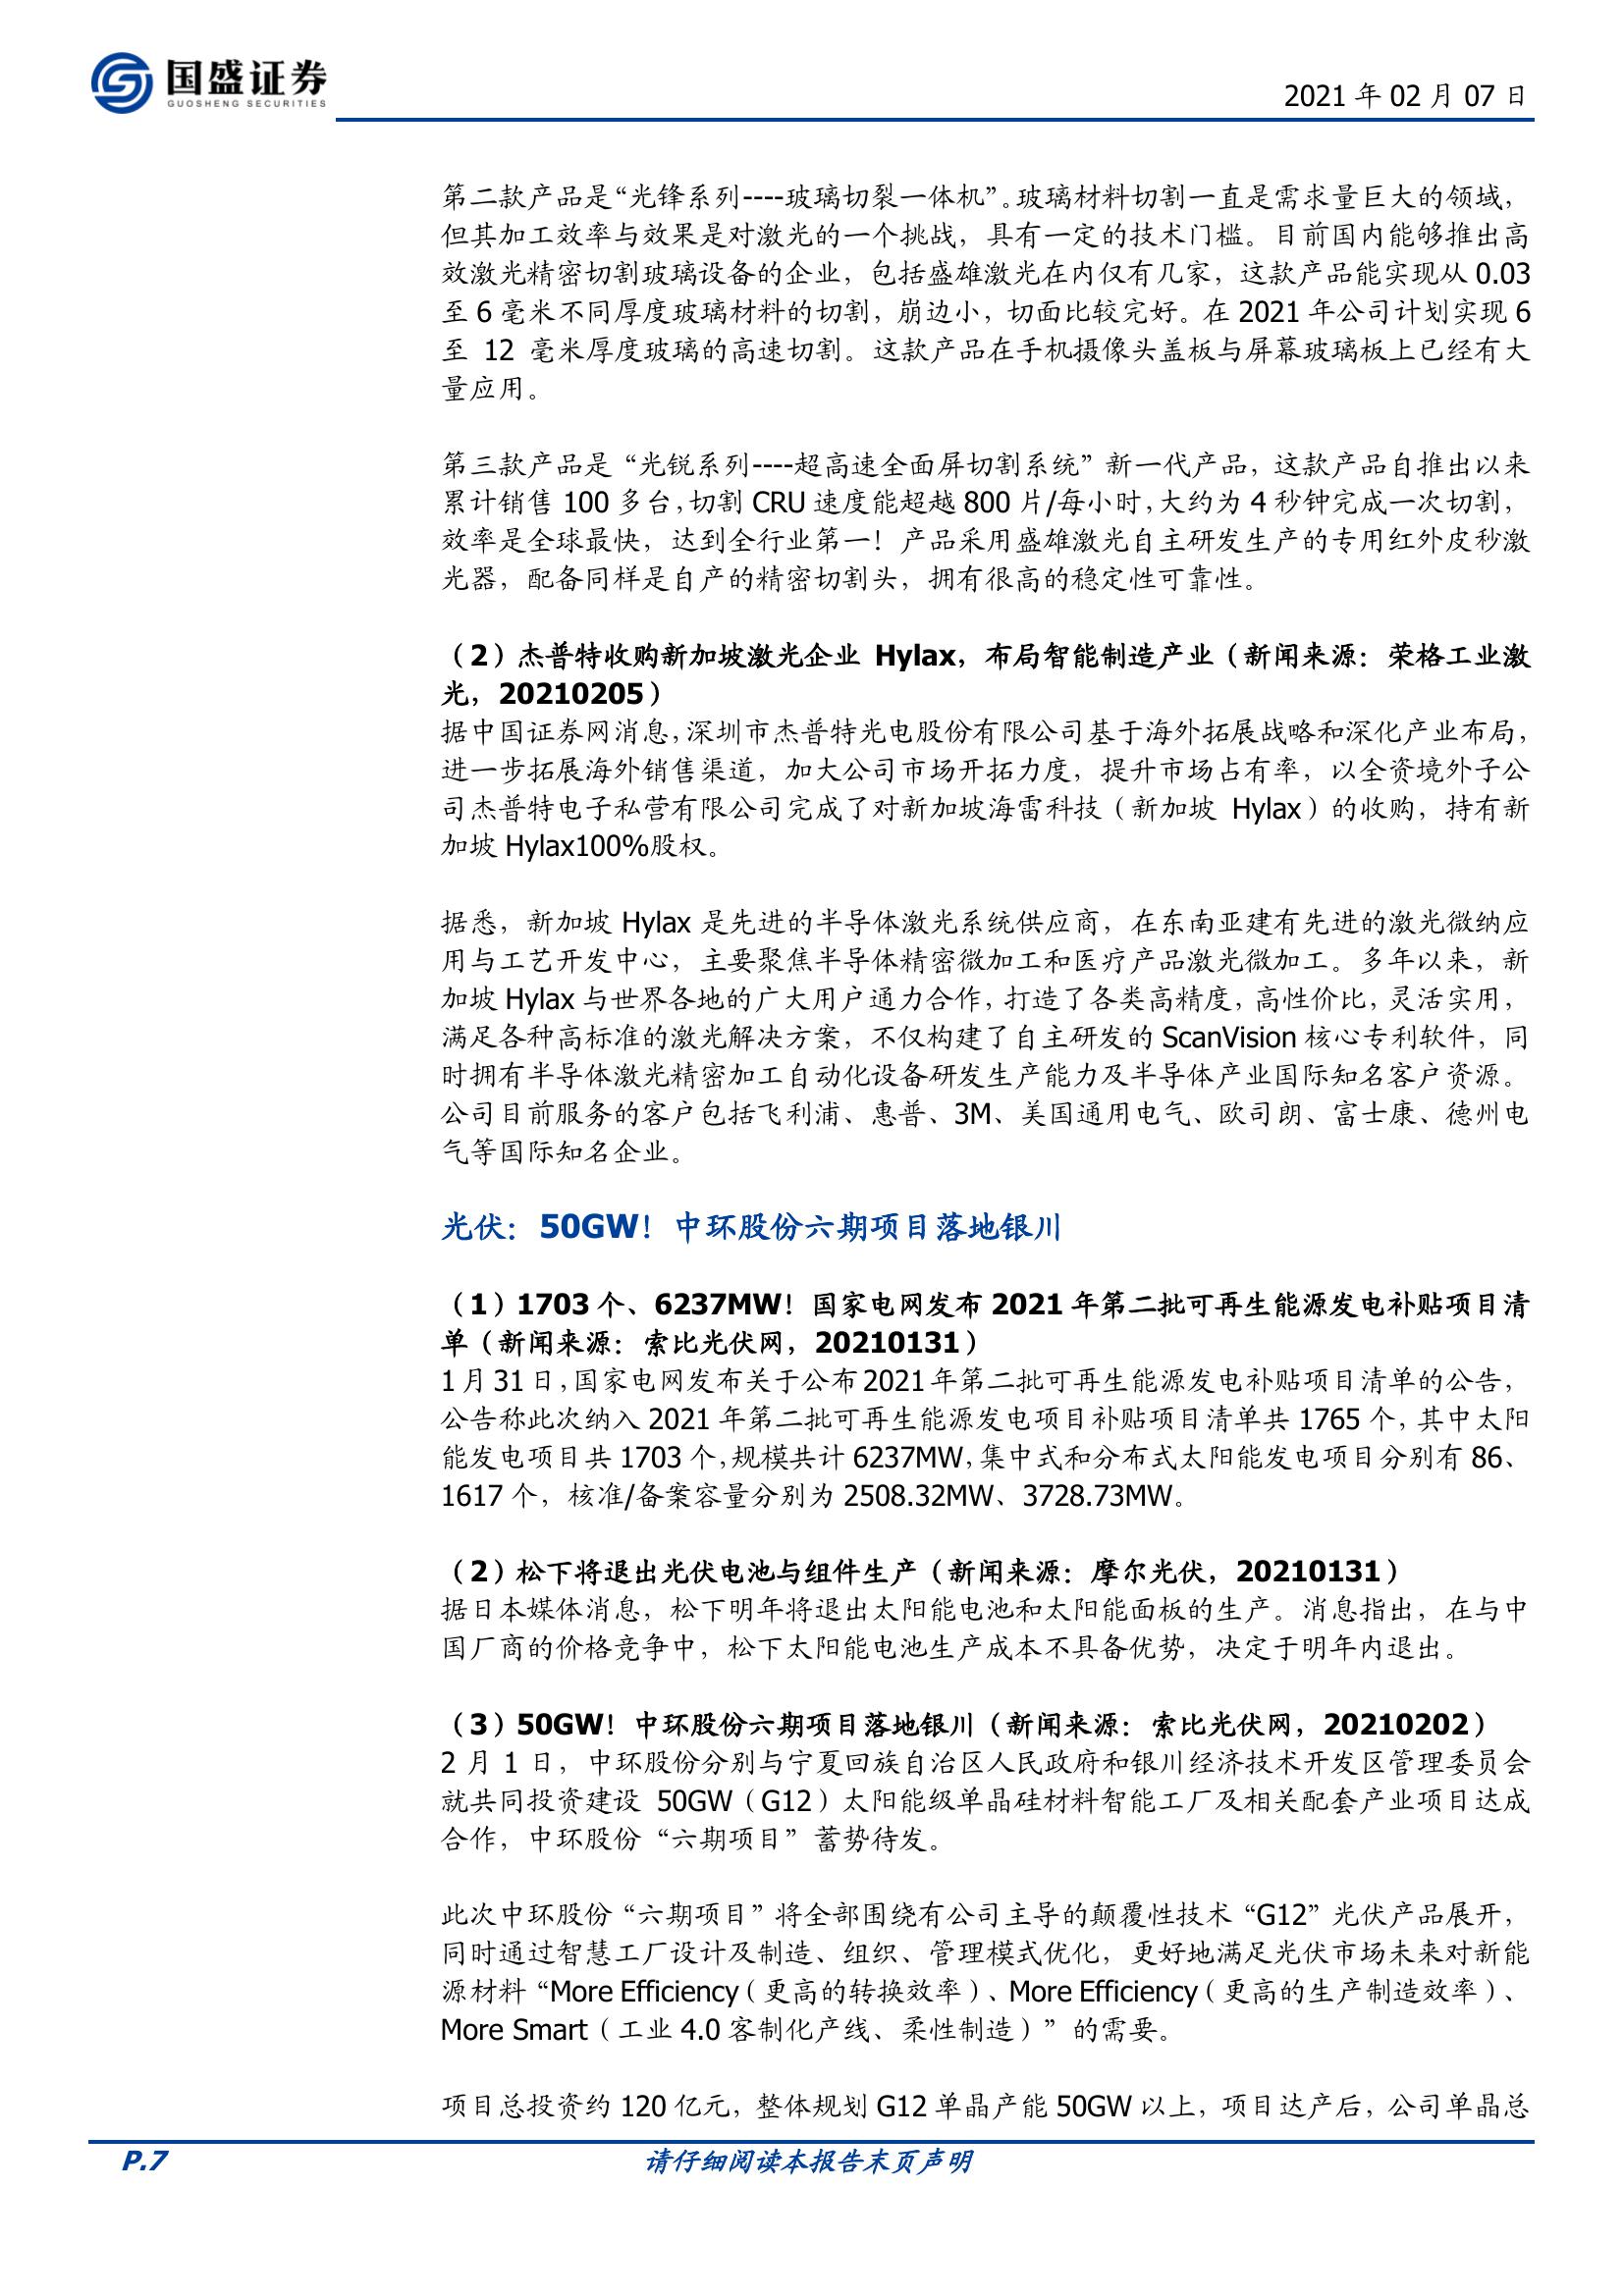 国盛证券
GUOSHENG SECURITIES
2021 年 02 月 07 日
第二款产品是“光锋系列----玻璃切裂一体机”。玻璃材料切割一直是需求量巨大的领域，
但其加工效率与效果是对激光的一个挑战，具有一定的技术门槛。目前国内能够推出高
效激光精密切割玻璃设备的企业，包括盛雄激光在内仅有几家，这款产品能实现从 0.03
至 6 毫米不同厚度玻璃材料的切割，崩边小，切面比较完好。在 2021 年公司计划实现 6
至 12 毫米厚度玻璃的高速切割。这款产品在手机摄像头盖板与屏幕玻璃板上已经有大
量应用。
第三款产品是“光锐系列----超高速全面屏切割系统”新一代产品，这款产品自推出以来
累计销售 100 多台，切割 CRU 速度能超越 800 片/每小时，大约为 4 秒钟完成一次切割，
效率是全球最快，达到全行业第一！产品采用盛雄激光自主研发生产的专用红外皮秒激
光器，配备同样是自产的精密切割头，拥有很高的稳定性可靠性。
（2）杰普特收购新加坡激光企业 Hylax，布局智能制造产业（新闻来源：荣格工业激
光，20210205）
据中国证券网消息，深圳市杰普特光电股份有限公司基于海外拓展战略和深化产业布局，
进一步拓展海外销售渠道，加大公司市场开拓力度，提升市场占有率，以全资境外子公
司杰普特电子私营有限公司完成了对新加坡海雷科技（新加坡 Hylax）的收购，持有新
加坡 Hylax100%股权。
据悉，新加坡 Hylax 是先进的半导体激光系统供应商，在东南亚建有先进的激光微纳应
用与工艺开发中心，主要聚焦半导体精密微加工和医疗产品激光微加工。多年以来，新
加坡 Hylax 与世界各地的广大用户通力合作，打造了各类高精度，高性价比，灵活实用，
满足各种高标准的激光解决方案，不仅构建了自主研发的 ScanVision 核心专利软件，同
时拥有半导体激光精密加工自动化设备研发生产能力及半导体产业国际知名客户资源。
公司目前服务的客户包括飞利浦、惠普、3M、美国通用电气、欧司朗、富士康、德州电
气等国际知名企业。
光伏：50GW！中环股份六期项目落地银川
（1）1703 个、6237MW！国家电网发布 2021 年第二批可再生能源发电补贴项目清
单（新闻来源：索比光伏网，20210131）
1 月 31 日，国家电网发布关于公布 2021 年第二批可再生能源发电补贴项目清单的公告，
公告称此次纳入 2021 年第二批可再生能源发电项目补贴项目清单共 1765 个，其中太阳
能发电项目共 1703 个，规模共计 6237MW，集中式和分布式太阳能发电项目分别有 86、
1617 个，核准/备案容量分别为 2508.32MW、3728.73MW。
（2）松下将退出光伏电池与组件生产（新闻来源：摩尔光伏，20210131）
据日本媒体消息，松下明年将退出太阳能电池和太阳能面板的生产。消息指出，在与中
国厂商的价格竞争中，松下太阳能电池生产成本不具备优势，决定于明年内退出。
（3）50GW！中环股份六期项目落地银川（新闻来源：索比光伏网，20210202）
2 月 1 日，中环股份分别与宁夏回族自治区人民政府和银川经济技术开发区管理委员会
就共同投资建设 50GW（G12）太阳能级单晶硅材料智能工厂及相关配套产业项目达成
合作，中环股份“六期项目”蓄势待发。
此次中环股份“六期项目”将全部围绕有公司主导的颠覆性技术“G12”光伏产品展开，
同时通过智慧工厂设计及制造、组织、管理模式优化，更好地满足光伏市场未来对新能
源材料“More Efficiency（更高的转换效率）、More Efficiency（更高的生产制造效率）、
More Smart（工业 4.0 客制化产线、柔性制造）”的需要。
项目总投资约 120 亿元，整体规划 G12 单晶产能 50GW 以上，项目达产后，公司单晶总
P.7
请仔细阅读本报告末页声明